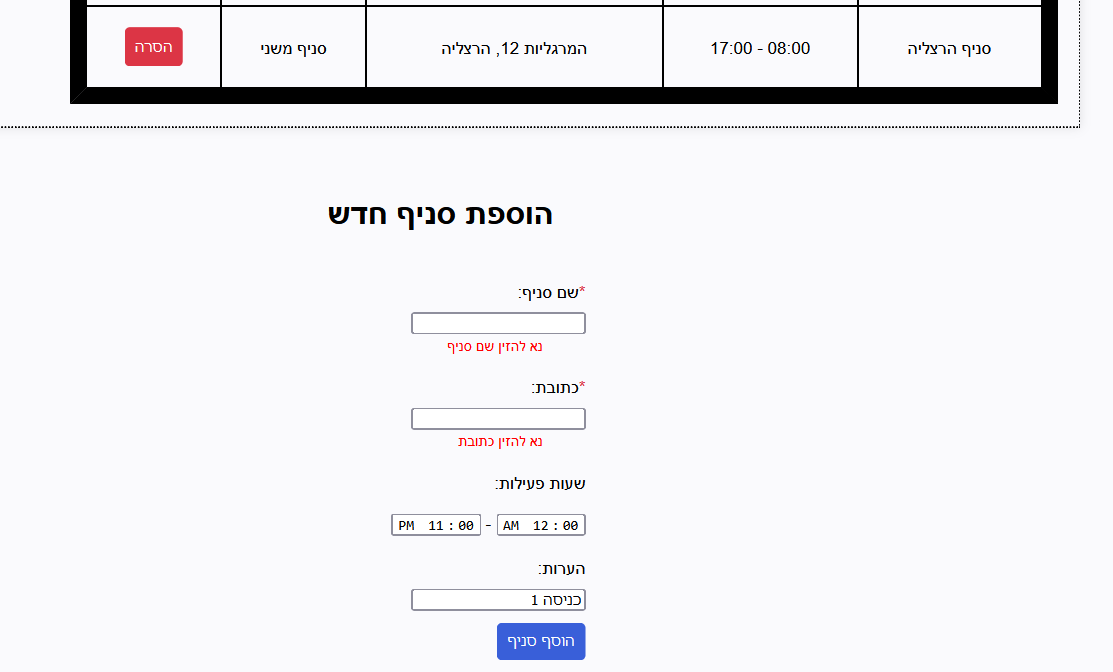 סניף הרצליה 08:00 - 17:00 המרגליות 12, הרצליה סניף משני הסרה
הוספת סניף חדש
*שם סניף:
נא להזין שם סניף
*כתובת:
נא להזין כתובת
שעות פעילות:
12:00 AM - 11:00 PM
הערות:
כניסה 1
הוסף סניף